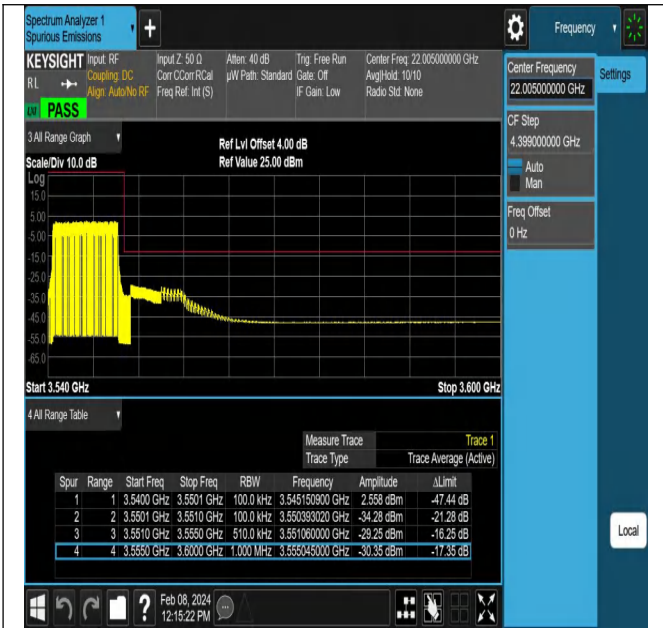 Spectrum Analyzer 1
Spurious Emissions
+
Frequency
KEYSIGHT Input: RF Input Z: 50 Ω Atten: 40 dB Trig: Free Run Center Freq: 22.005000000 GHz
Coupling: DC Corr CCorr RCal µW Path: Standard Gate: Off Avg|Hold: 10/10
RL Align: Auto/No RF Freq Ref: Int (S) IF Gain: Low Radio Std: None
PASS
Center Frequency
22.005000000 GHz
Settings
CF Step
4.399000000 GHz
Auto
Man
Freq Offset
0 Hz
3 All Range Graph
Ref Lvl Offset 4.00 dB
Scale/Div 10.0 dB Ref Value 25.00 dBm
Log
15.0
5.00
-5.00
-15.0
-25.0
-35.0
-45.0
-55.0
-65.0
Start 3.540 GHz Stop 3.600 GHz
4 All Range Table
Measure Trace Trace 1
Trace Type Trace Average (Active)
Spur Range Start Freq Stop Freq RBW Frequency Amplitude ΔLimit
1 1 3.5400 GHz 3.5501 GHz 100.0 kHz 3.545150900 GHz 2.558 dBm -47.44 dB
2 2 3.5501 GHz 3.5510 GHz 100.0 kHz 3.550393020 GHz -34.28 dBm -21.28 dB
3 3 3.5510 GHz 3.5550 GHz 510.0 kHz 3.551060000 GHz -29.25 dBm -16.25 dB
4 4 3.5550 GHz 3.6000 GHz 1.000 MHz 3.555045000 GHz -30.35 dBm -17.35 dB
Local
? Feb 08, 2024
12:15:22 PM